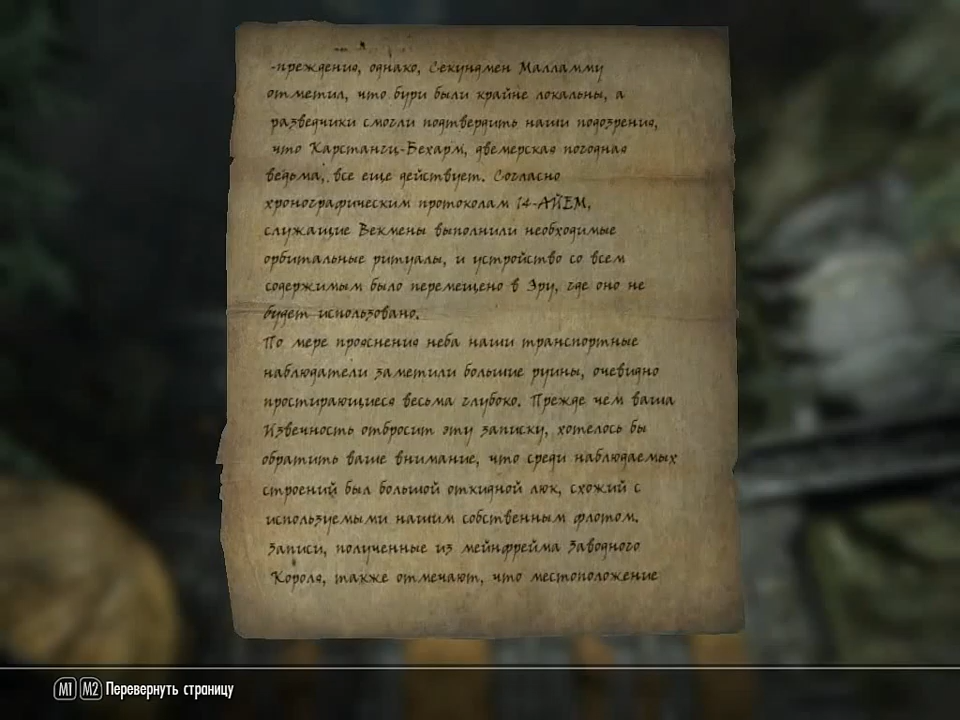 -преждения, однако, Секундмен Малламму
отметил, что бури были крайне локальны, а
разведчики смогли подтвердить наши подозрения,
что Карстангз-Бехарм, двемерская погодная
ведьма, все еще действует. Согласно
хронографическим протоколам 14-АЙЕМ,
служащие Векмены выполнили необходимые
орбитальные ритуалы, и устройство со всем
содержимым было перемещено в Эру, где оно не
будет использовано.
По мере прояснения неба наши транспортные
наблюдатели заметили большие руины, очевидно
простирающиеся весьма глубоко. Прежде чем ваша
Извечность отбросит эту записку, хотелось бы
обратить ваше внимание, что среди наблюдаемых
строений был большой откидной люк, схожий с
используемыми нашим собственным флотом.
Записи, полученные из мейнфрейма Заводного
Короля, также отмечают, что местоположение
M1 M2 Перевернуть страницу